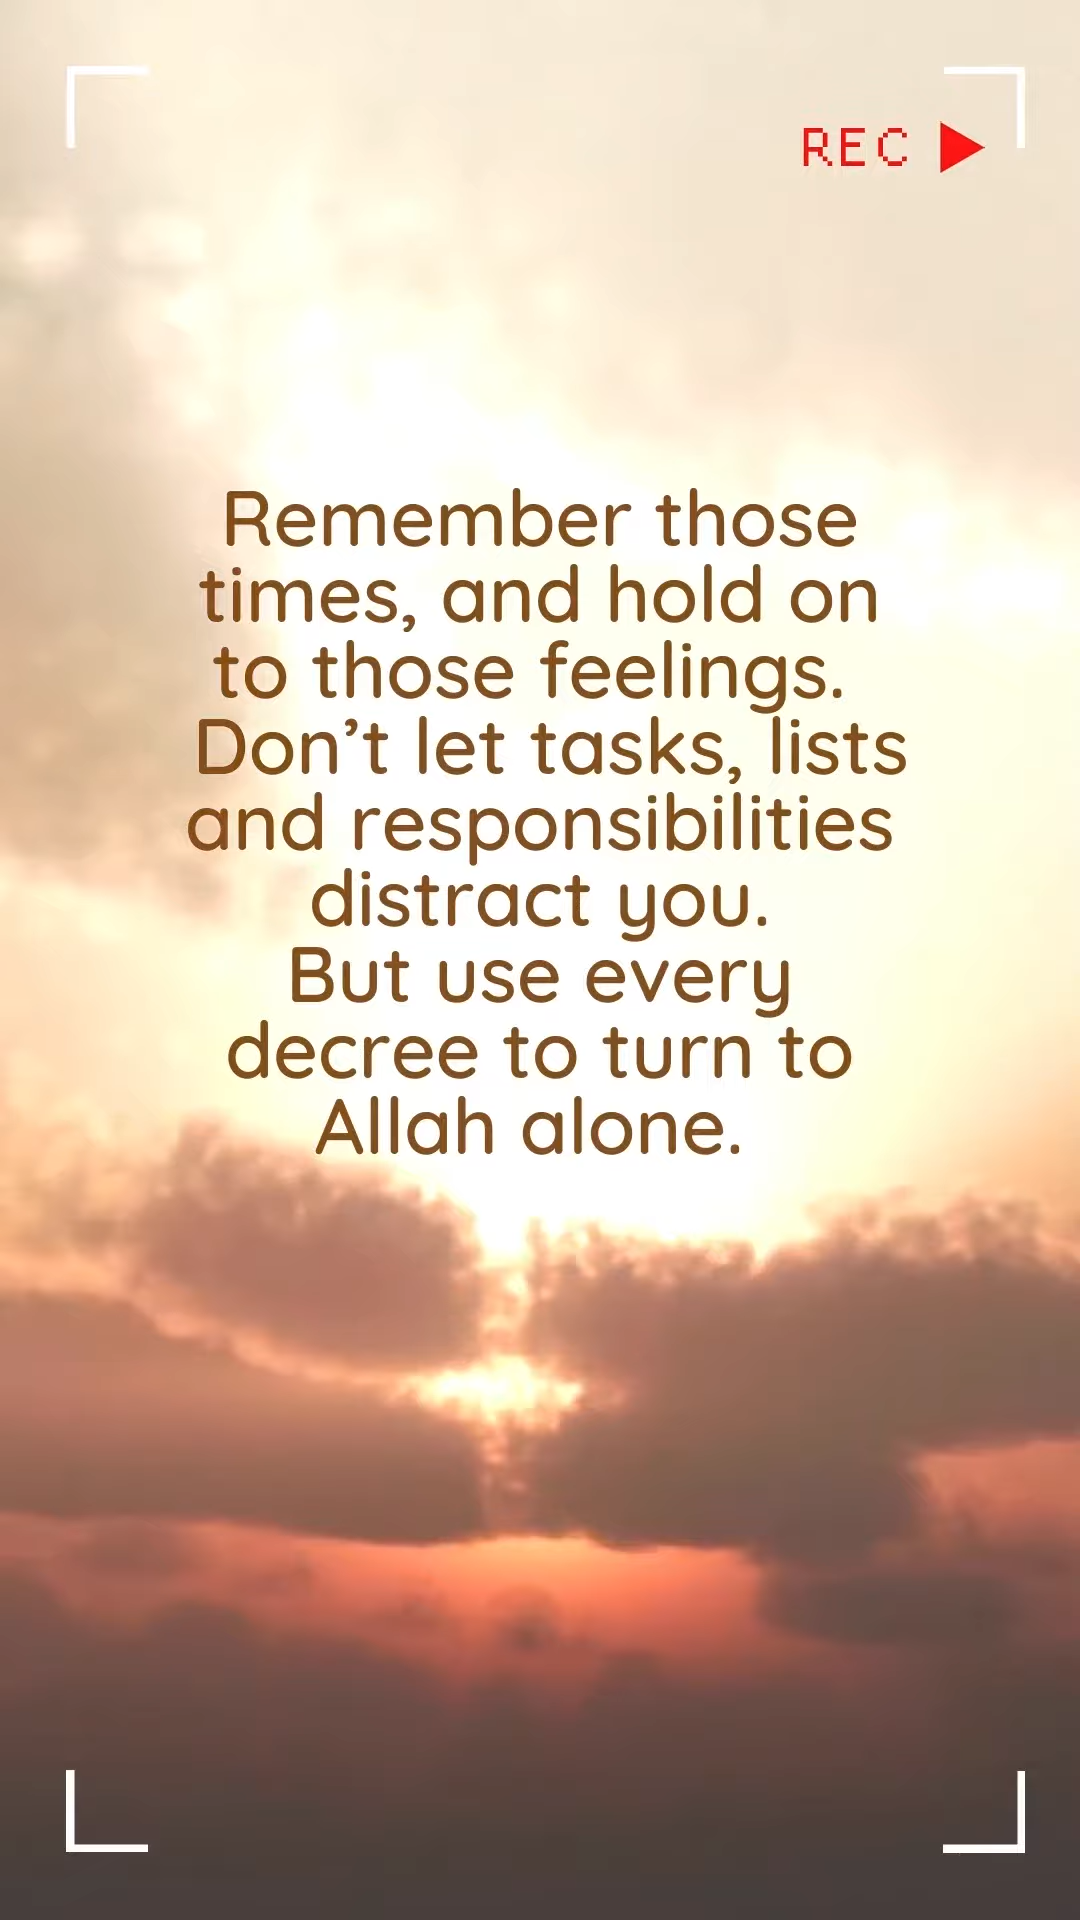 REC
Remember those
times, and hold on
to those feelings.
Don’t let tasks, lists
and responsibilities
distract you.
But use every
decree to turn to
Allah alone.